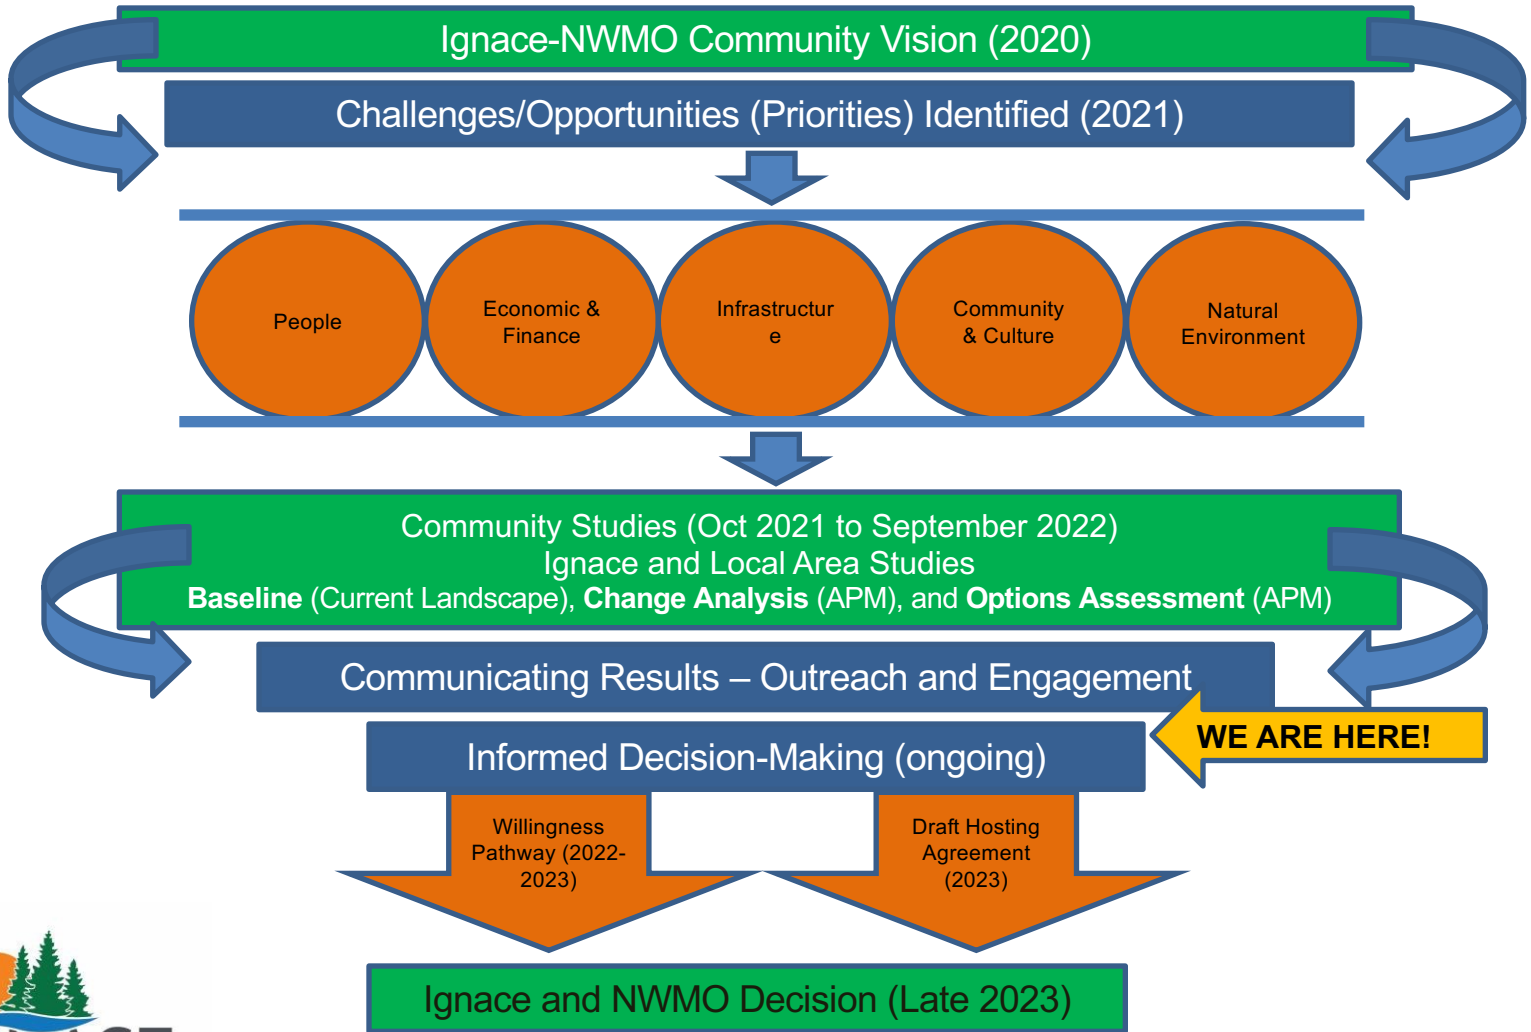 Ignace-NWMO Community Vision (2020)
Challenges/Opportunities (Priorities) Identified (2021)
People
Economic &
Finance
Infrastructur
e
Community
& Culture
Natural
Environment
Community Studies (Oct 2021 to September 2022)
Ignace and Local Area Studies
Baseline (Current Landscape), Change Analysis (APM), and Options Assessment (APM)
Communicating Results – Outreach and Engagement
WE ARE HERE!
Informed Decision-Making (ongoing)
Willingness
Pathway (2022-
2023)
Draft Hosting
Agreement
(2023)
Ignace and NWMO Decision (Late 2023)